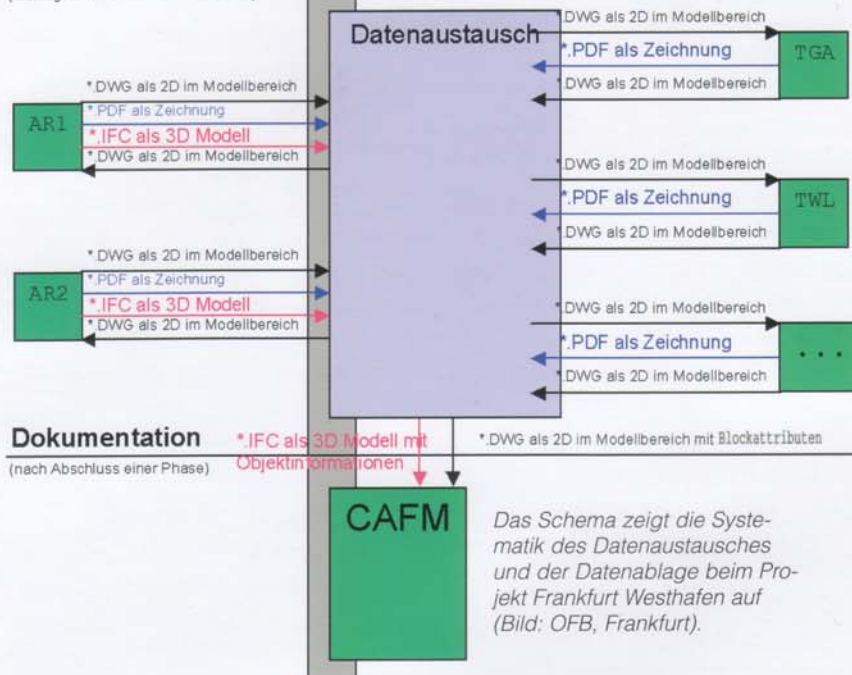 Datenaustausch
*.DWG als 2D im Modellbereich
*.PDF als Zeichnung
*.DWG als 2D im Modellbereich
TGA
*.DWG als 2D im Modellbereich
*.PDF als Zeichnung
*.IFC als 3D Modell
*.DWG als 2D im Modellbereich
AR1
*.DWG als 2D im Modellbereich
*.PDF als Zeichnung
*.DWG als 2D im Modellbereich
TWL
*.DWG als 2D im Modellbereich
*.PDF als Zeichnung
*.IFC als 3D Modell
*.DWG als 2D im Modellbereich
AR2
*.DWG als 2D im Modellbereich
*.PDF als Zeichnung
*.DWG als 2D im Modellbereich
...
Dokumentation
(nach Abschluss einer Phase)
*.IFC als 3D Modell mit
Objektinformationen
*.DWG als 2D im Modellbereich mit Blockattributen
CAFM
Das Schema zeigt die Syste-
matik des Datenaustausches
und der Datenablage beim Pro-
jekt Frankfurt Westhafen auf
(Bild: OFB, Frankfurt).